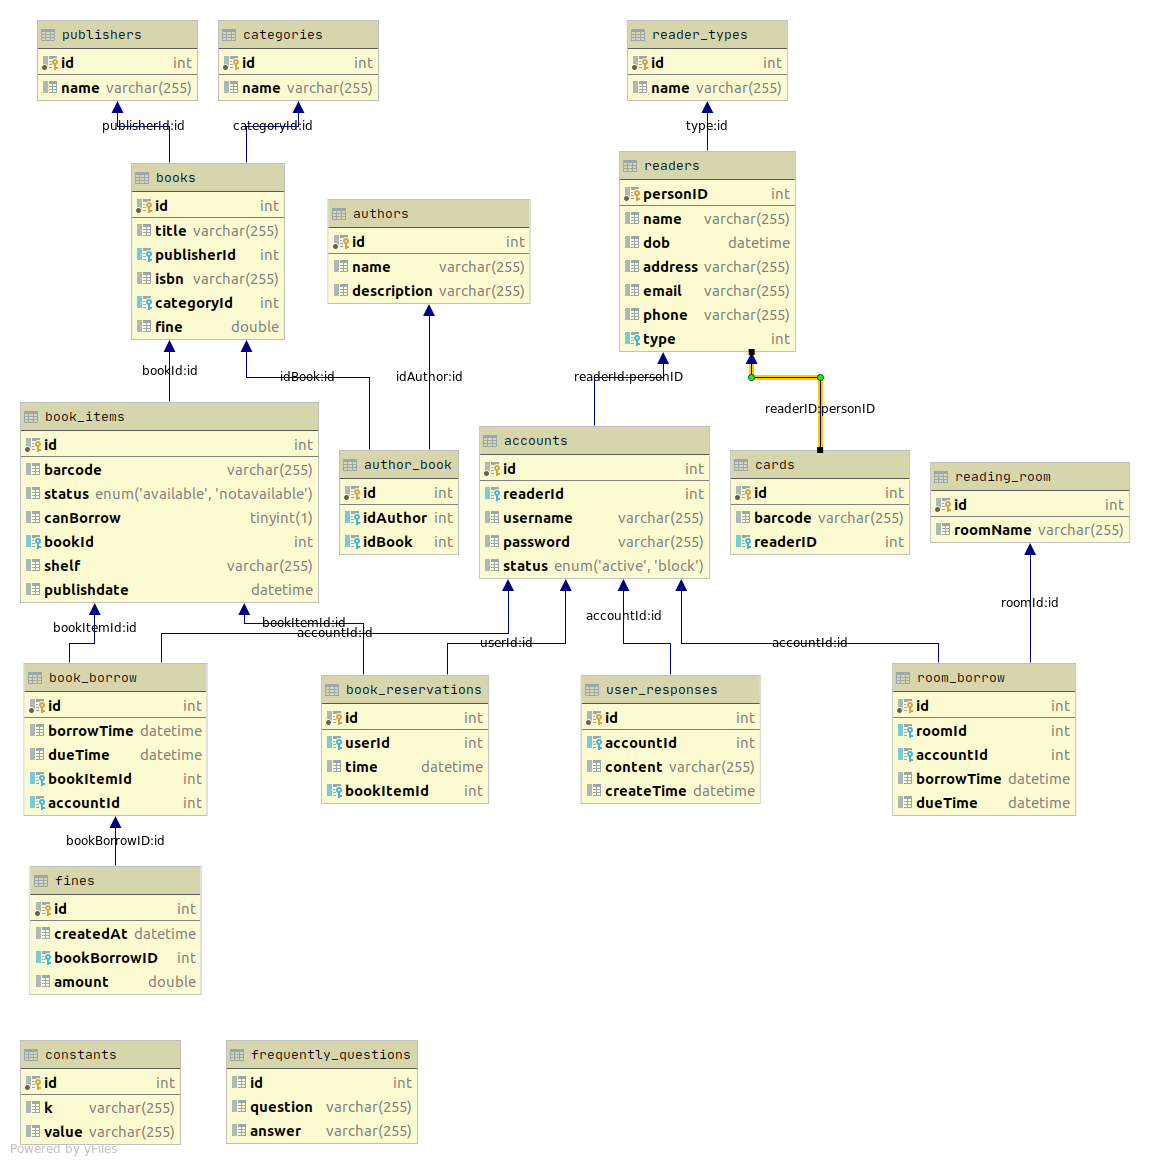 publishers
id int
name varchar(255)
categories
id int
name varchar(255)
reader_types
id int
name varchar(255)
publisherId:id
categoryId:id
type:id
books
id int
title varchar(255)
publisherId int
isbn varchar(255)
categoryId int
fine double
authors
id int
name varchar(255)
description varchar(255)
readers
personID int
name varchar(255)
dob datetime
address varchar(255)
email varchar(255)
phone varchar(255)
type int
bookId:id
idBook:id
idAuthor:id
readerId:personID
readerID:personID
book_items
id int
barcode varchar(255)
status enum('available', 'notavailable')
canBorrow tinyint(1)
bookId int
shelf varchar(255)
publishdate datetime
author_book
id int
idAuthor int
idBook int
accounts
id int
readerId int
username varchar(255)
password varchar(255)
status enum('active', 'block')
cards
id int
barcode varchar(255)
readerID int
reading_room
id int
roomName varchar(255)
bookItemId:id
bookItemId:id
accountId:id
userId:id
accountId:id
accountId:id
roomId:id
book_borrow
id int
borrowTime datetime
dueTime datetime
bookItemId int
accountId int
book_reservations
id int
userId int
time datetime
bookItemId int
user_responses
id int
accountId int
content varchar(255)
createTime datetime
room_borrow
id int
roomId int
accountId int
borrowTime datetime
dueTime datetime
bookBorrowID:id
fines
id int
createdAt datetime
bookBorrowID int
amount double
constants
id int
k varchar(255)
value varchar(255)
frequently_questions
id int
question varchar(255)
answer varchar(255)
Powered by yFiles